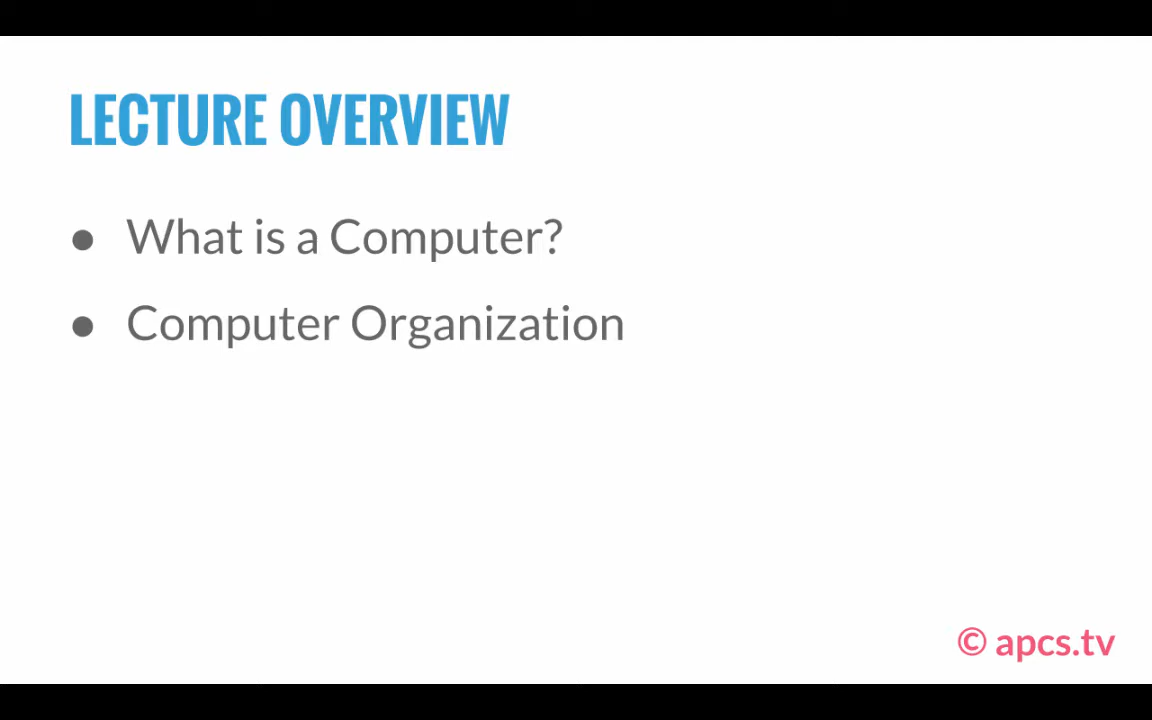 LECTURE OVERVIEW
● What is a Computer?
● Computer Organization
© apcs.tv